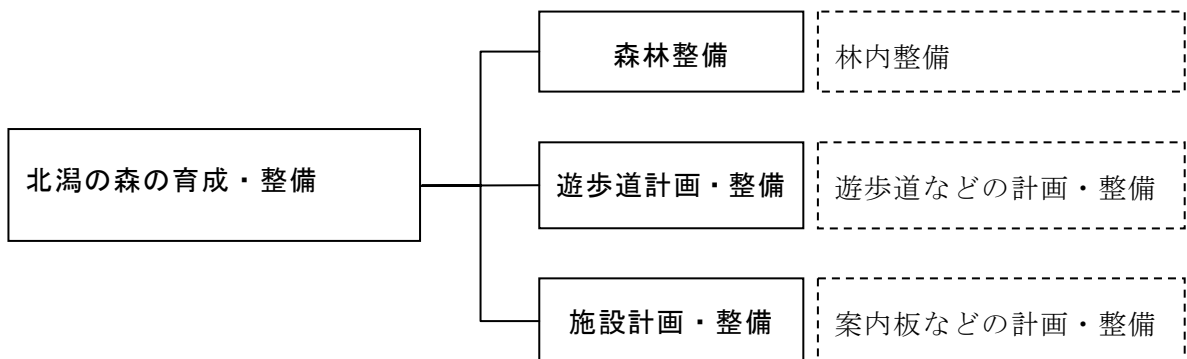 森林整備
林内整備
北潟の森の育成・整備
遊歩道計画・整備
遊歩道などの計画・整備
施設計画・整備
案内板などの計画・整備